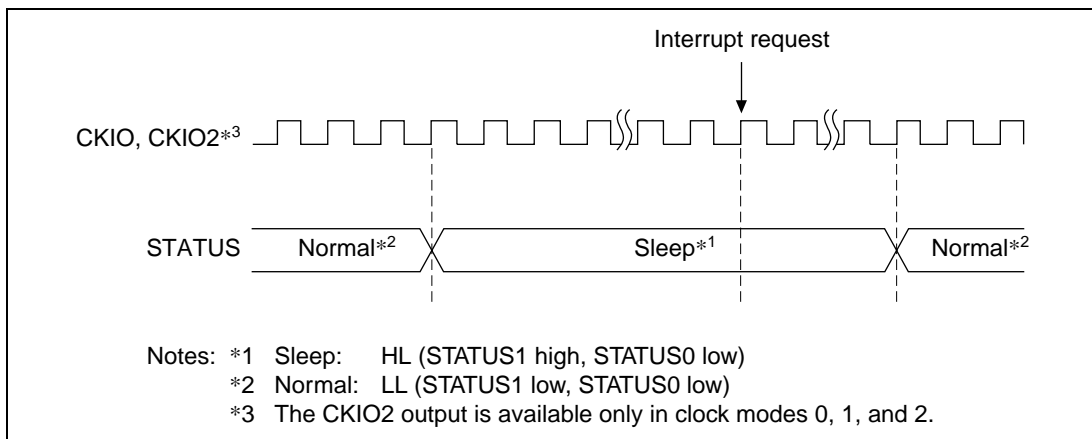 Interrupt request
CKIO, CKIO2*3
STATUS Normal*2 Sleep*1 Normal*2
Notes: *1 Sleep: HL (STATUS1 high, STATUS0 low)
*2 Normal: LL (STATUS1 low, STATUS0 low)
*3 The CKIO2 output is available only in clock modes 0, 1, and 2.